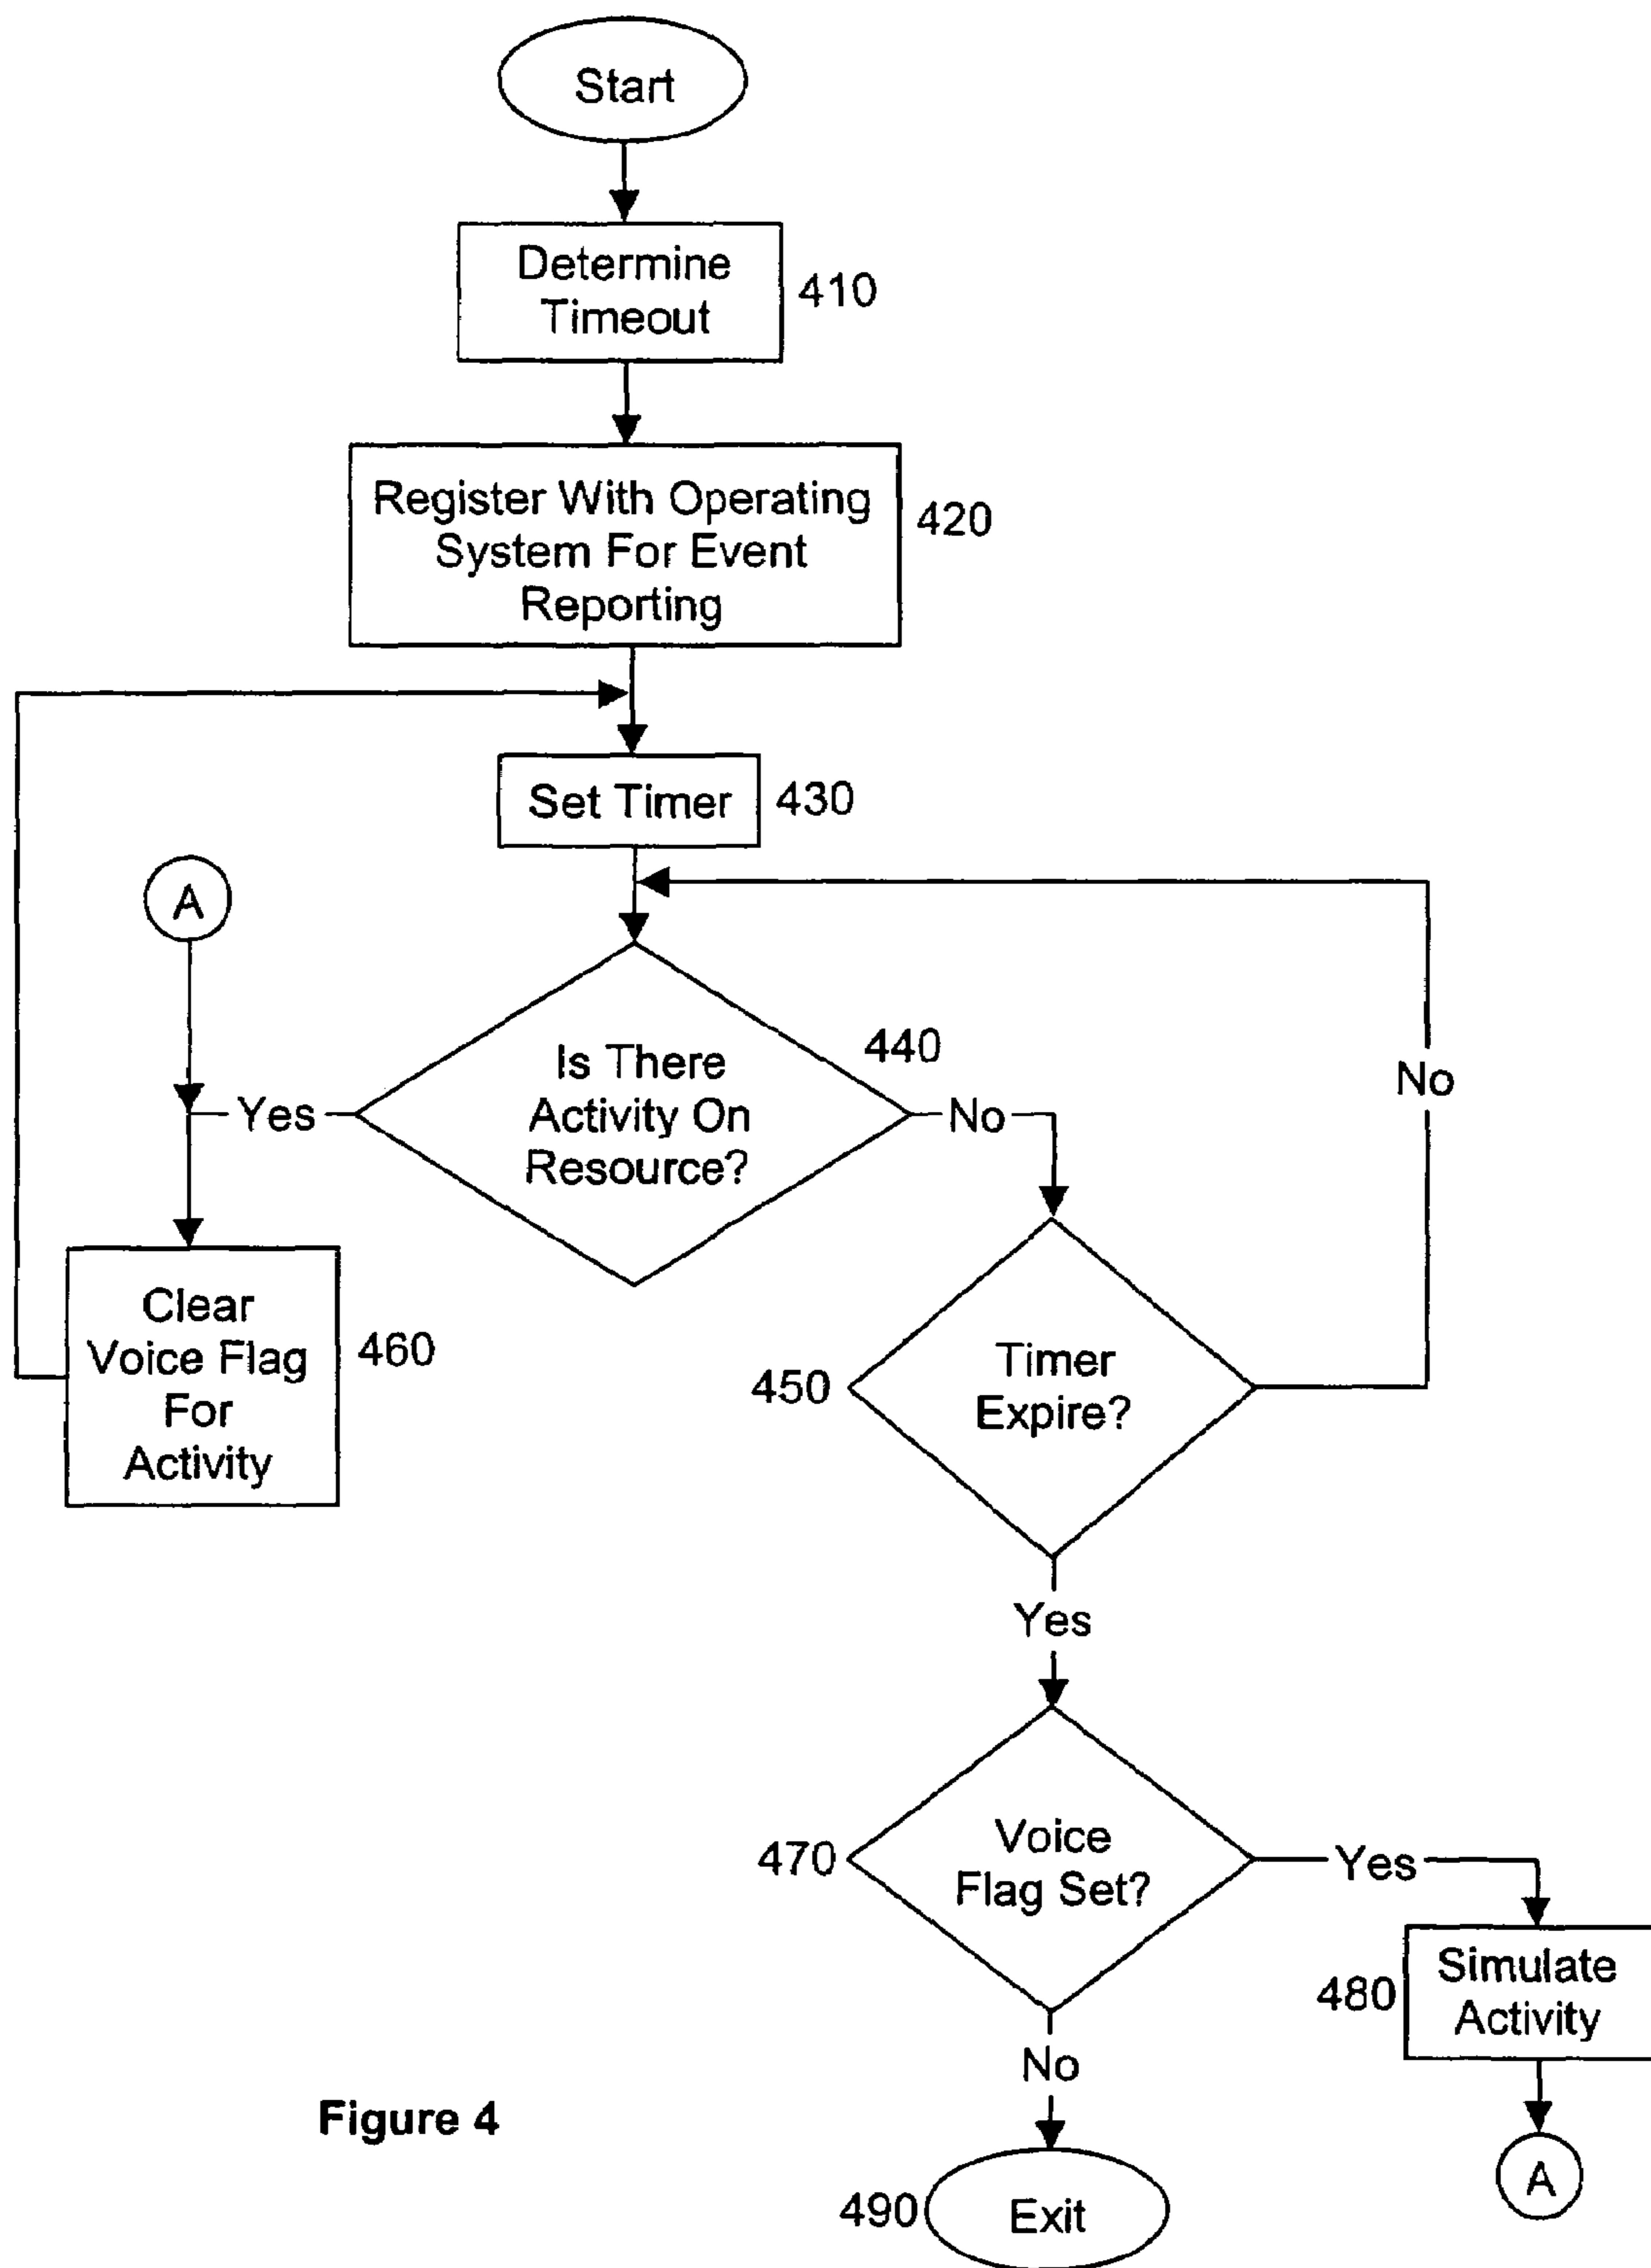 Start
Determine
Timeout
410
Register With Operating
System For Event
Reporting
420
Set Timer
430
A
Is There
Activity On
Resource?
440
Yes
No
No
Clear
Voice Flag
For
Activity
460
Timer
Expire?
450
Yes
Voice
Flag Set?
470
Yes
Simulate
Activity
480
No
A
Exit
490
Figure 4